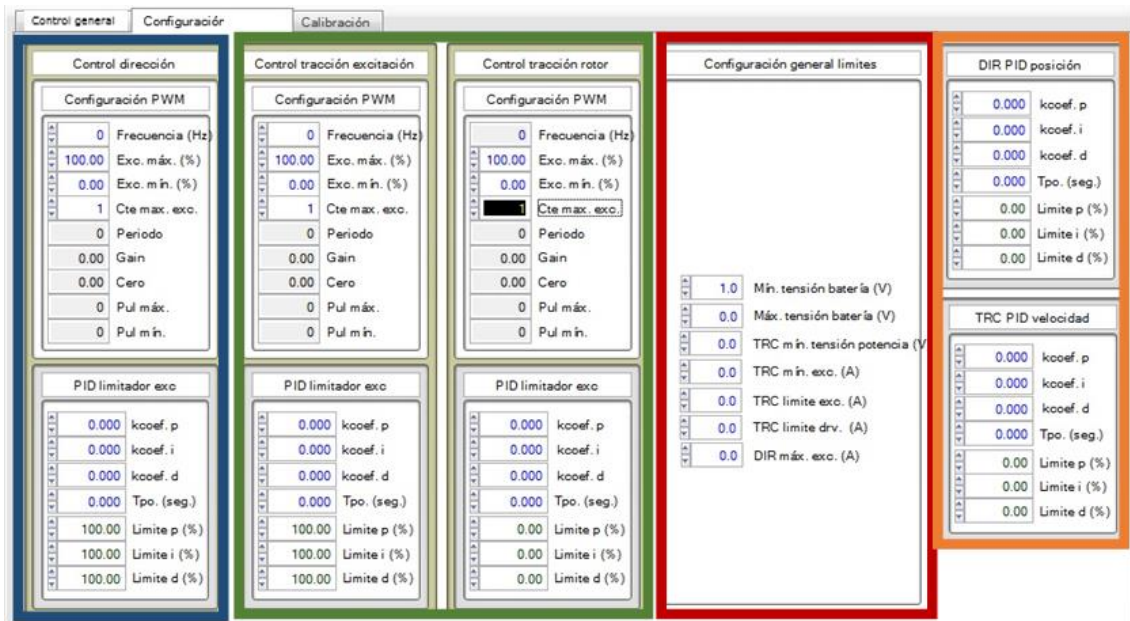 Control general
Configuración
Calibración
Control dirección
Configuración PWM
0 Frecuencia (Hz)
100.00 Exc. máx. (%)
0.00 Exc. mín. (%)
1 Cte max. exc.
0 Periodo
0.00 Gain
0.00 Cero
0 Pul máx.
0 Pul mín.
PID limitador exc
0.000 kcoef. p
0.000 kcoef. i
0.000 kcoef. d
0.000 Tpo. (seg.)
100.00 Limite p (%)
100.00 Limite i (%)
100.00 Limite d (%)
Control tracción excitación
Configuración PWM
0 Frecuencia (Hz)
100.00 Exc. máx. (%)
0.00 Exc. mín. (%)
1 Cte max. exc.
0 Periodo
0.00 Gain
0.00 Cero
0 Pul máx.
0 Pul mín.
PID limitador exc
0.000 kcoef. p
0.000 kcoef. i
0.000 kcoef. d
0.000 Tpo. (seg.)
100.00 Limite p (%)
100.00 Limite i (%)
100.00 Limite d (%)
Control tracción rotor
Configuración PWM
0 Frecuencia (Hz)
100.00 Exc. máx. (%)
0.00 Exc. mín. (%)
1 Cte max. exc.
0 Periodo
0.00 Gain
0.00 Cero
0 Pul máx.
0 Pul mín.
PID limitador exc
0.000 kcoef. p
0.000 kcoef. i
0.000 kcoef. d
0.000 Tpo. (seg.)
0.00 Limite p (%)
0.00 Limite i (%)
0.00 Limite d (%)
Configuración general limites
1.0 Mín. tensión batería (V)
0.0 Máx. tensión batería (V)
0.0 TRC mín. tensión potencia (V
0.0 TRC mín. exc. (A)
0.0 TRC limite exc. (A)
0.0 TRC limite drv. (A)
0.0 DIR máx. exc. (A)
DIR PID posición
0.000 kcoef. p
0.000 kcoef. i
0.000 kcoef. d
0.000 Tpo. (seg.)
0.00 Limite p (%)
0.00 Limite i (%)
0.00 Limite d (%)
TRC PID velocidad
0.000 kcoef. p
0.000 kcoef. i
0.000 kcoef. d
0.000 Tpo. (seg.)
0.00 Limite p (%)
0.00 Limite i (%)
0.00 Limite d (%)